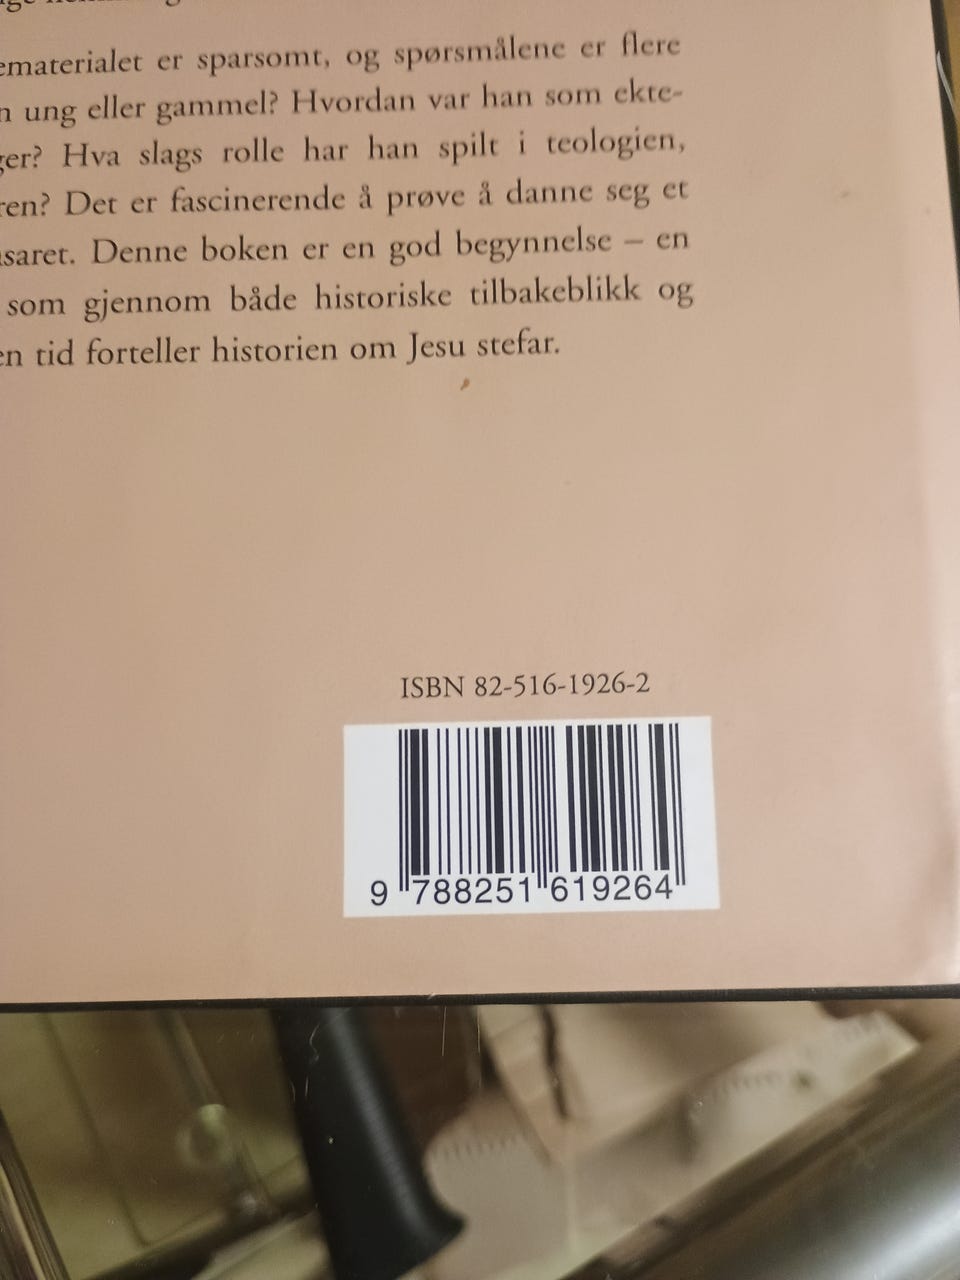 ematerialet er sparsomt, og spørsmålene er flere
n ung eller gammel? Hvordan var han som ekte-
ger? Hva slags rolle har han spilt i teologien,
ren? Det er fascinerende å prøve å danne seg et
saret. Denne boken er en god begynnelse – en
som gjennom både historiske tilbakeblikk og
en tid forteller historien om Jesu stefar.
ISBN 82-516-1926-2
9 788251 619264